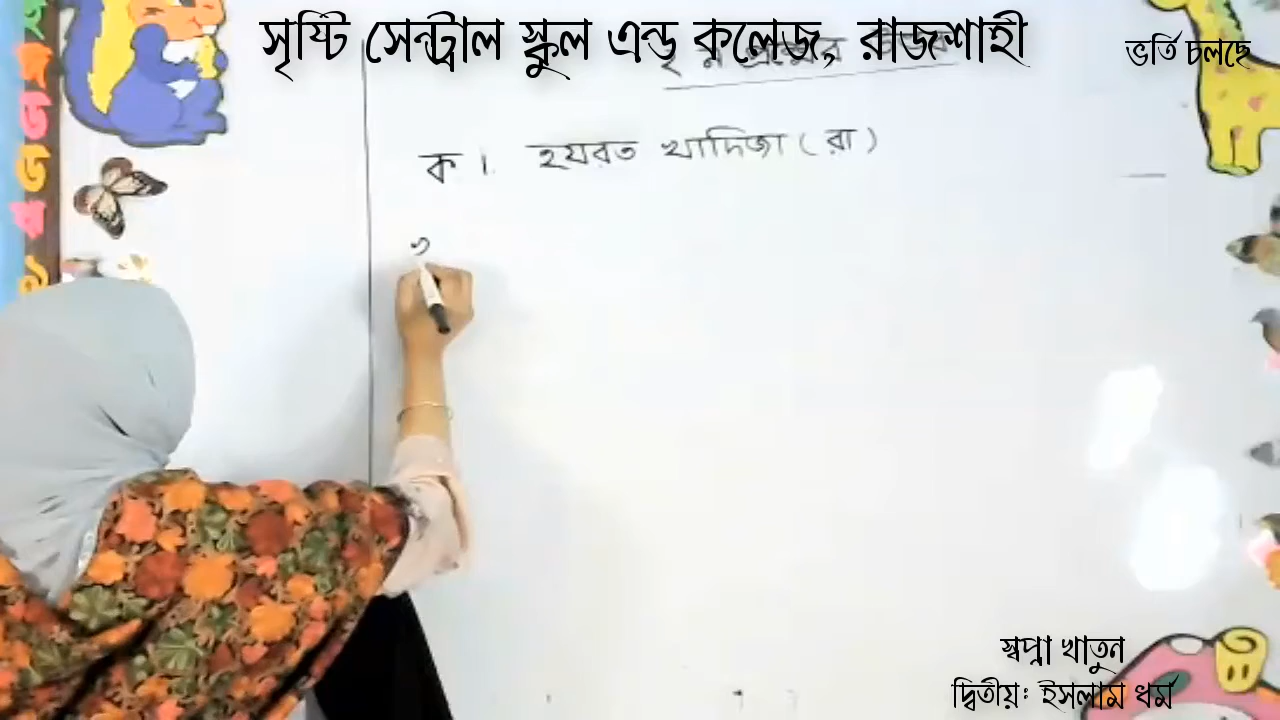 সৃষ্টি সেন্ট্রাল স্কুল এন্ড কলেজ, রাজশাহী
ভর্তি চলছে
ক। হযরত খাদিজা (রা)
স্বপ্না খাতুন
দ্বিতীয়ঃ ইসলাম ধর্ম